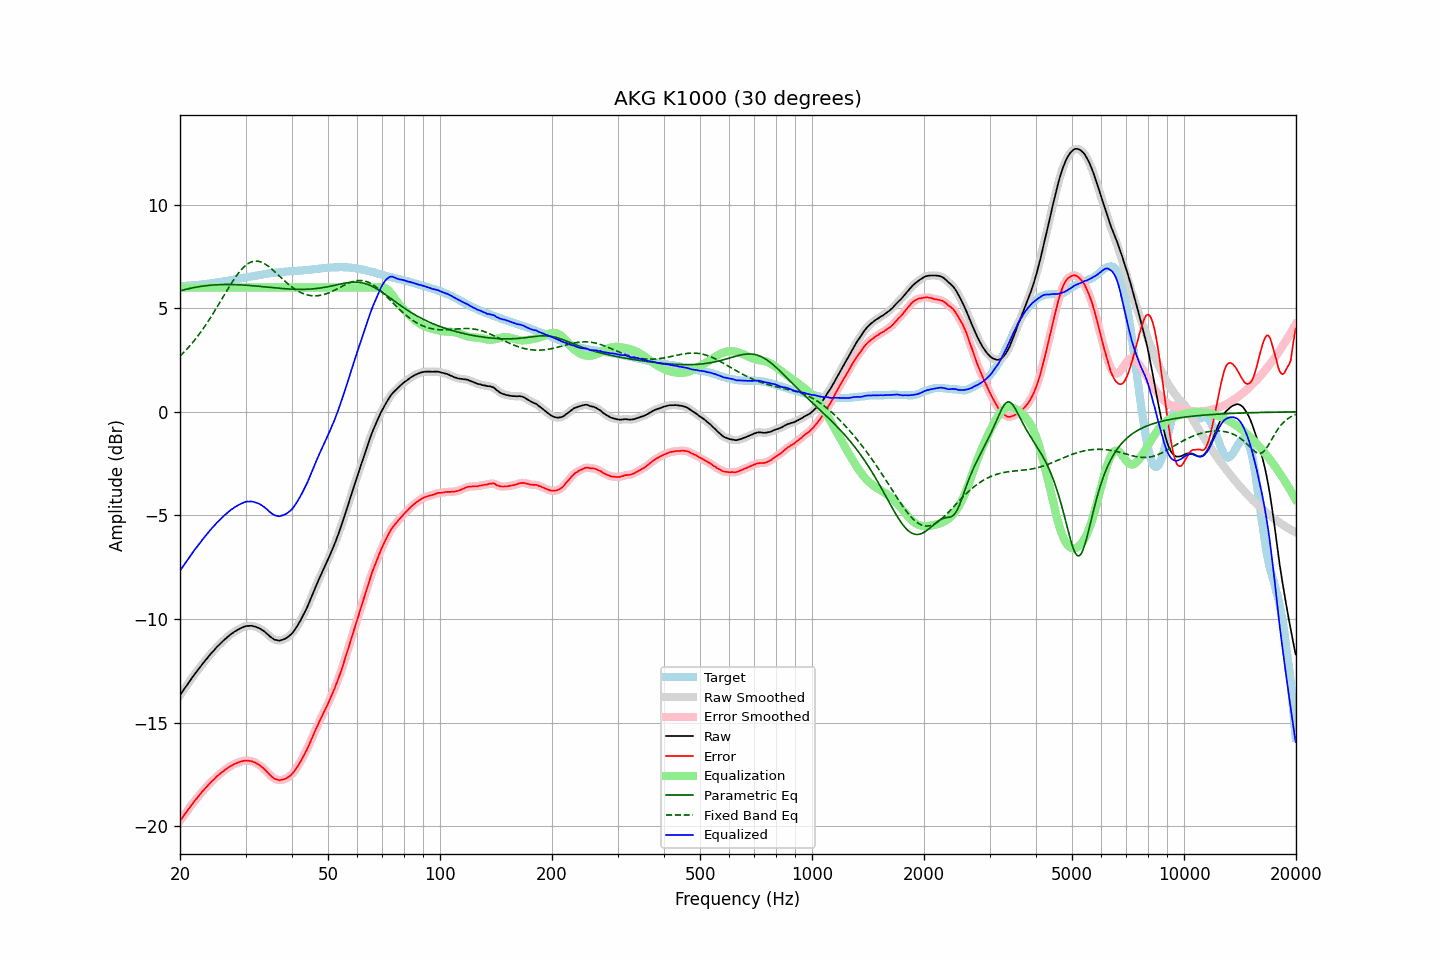 AKG K1000 (30 degrees)
Amplitude (dBr)
10
5
0
−5
−10
−15
−20
Target
Raw Smoothed
Error Smoothed
Raw
Error
Equalization
Parametric Eq
Fixed Band Eq
Equalized
20
50
100
200
500
1000
2000
5000
10000
20000
Frequency (Hz)